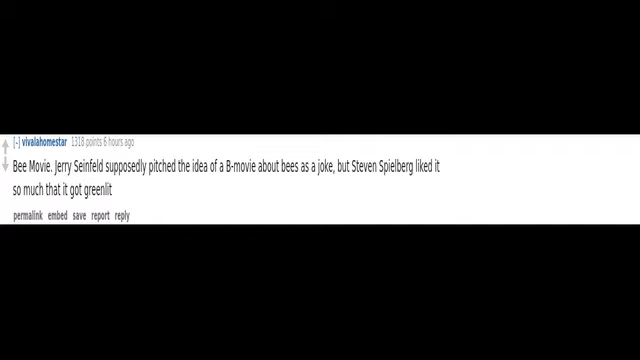 [-] vivalahomestar 1318 points 6 hours ago
Bee Movie. Jerry Seinfeld supposedly pitched the idea of a B-movie about bees as a joke, but Steven Spielberg liked it
so much that it got greenlit
permalink embed save report reply